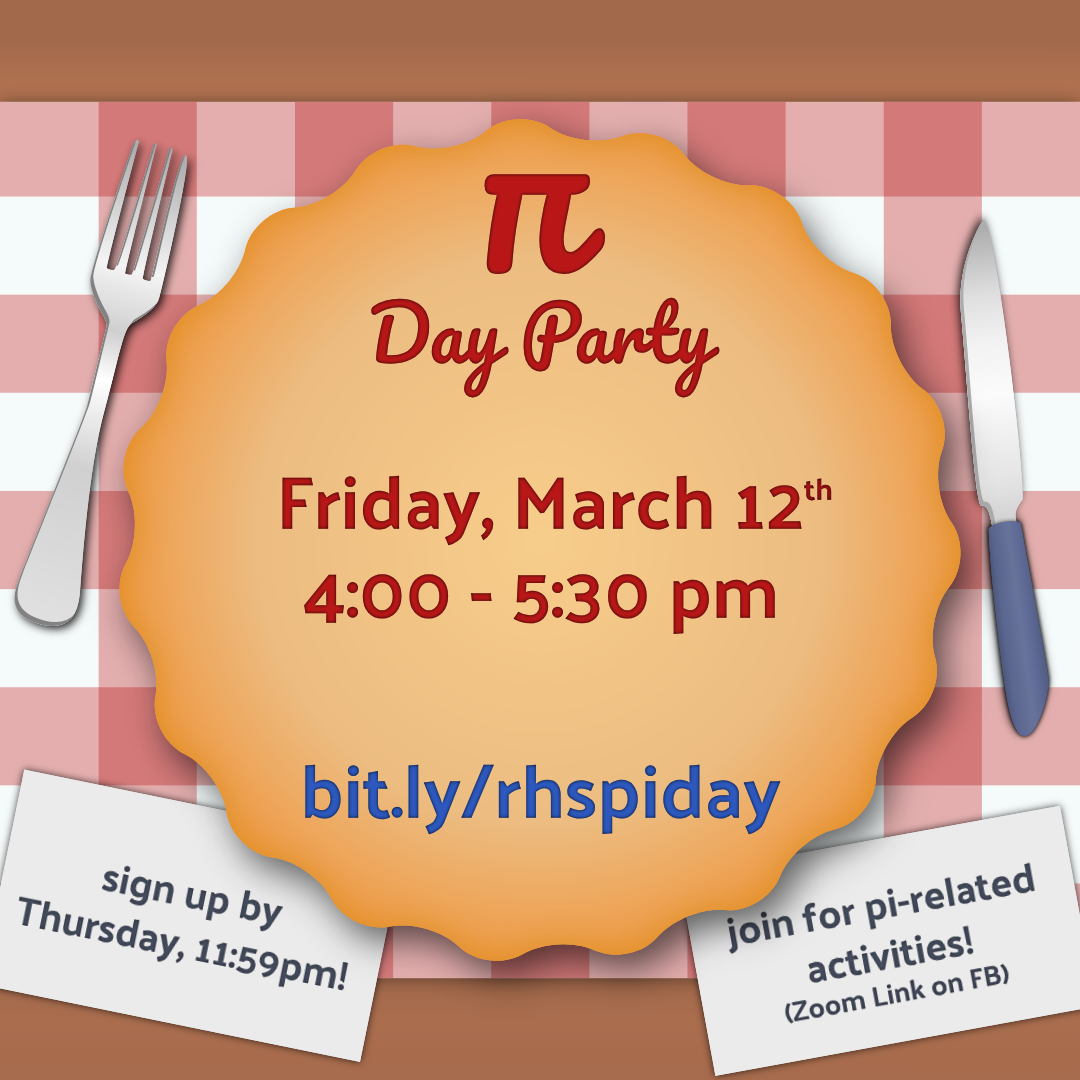 π
Day Party
Friday, March 12th
4:00 - 5:30 pm
bit.ly/rhspiday
sign up by
Thursday, 11:59pm!
join for pi-related
activities!
(Zoom Link on FB)